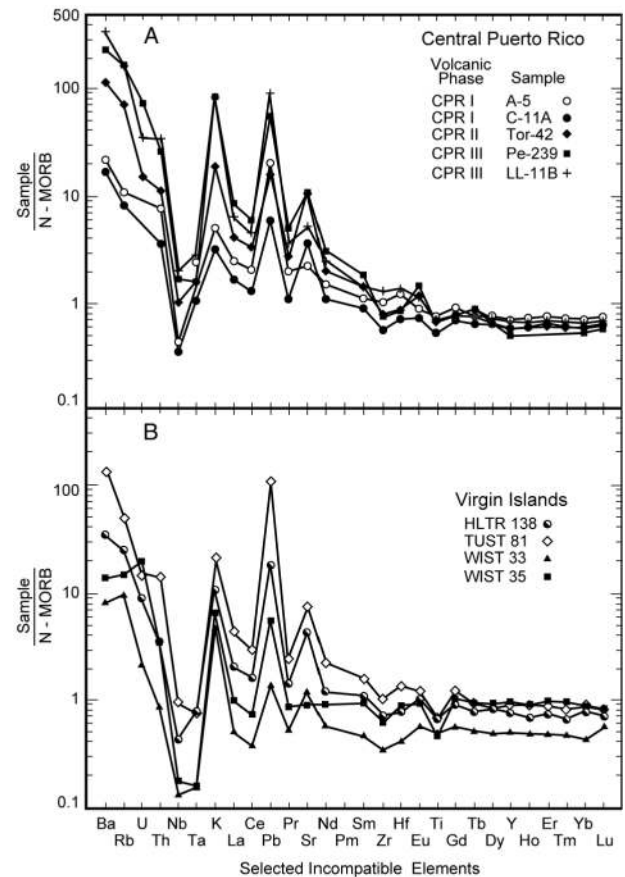 500
A
Central Puerto Rico
Volcanic
Phase Sample
CPR I A-5
CPR I C-11A
CPR II Tor-42
CPR III Pe-239
CPR III LL-11B
100
Sample
N - MORB
10
1
0.1
B
Virgin Islands
HLTR 138
TUST 81
WIST 33
WIST 35
100
Sample
N - MORB
10
1
0.1
Ba U Nb K Ce Pr Nd Sm Hf Ti Tb Y Er Yb
Rb Th Ta La Pb Sr Pm Zr Eu Gd Dy Ho Tm Lu
Selected Incompatible Elements